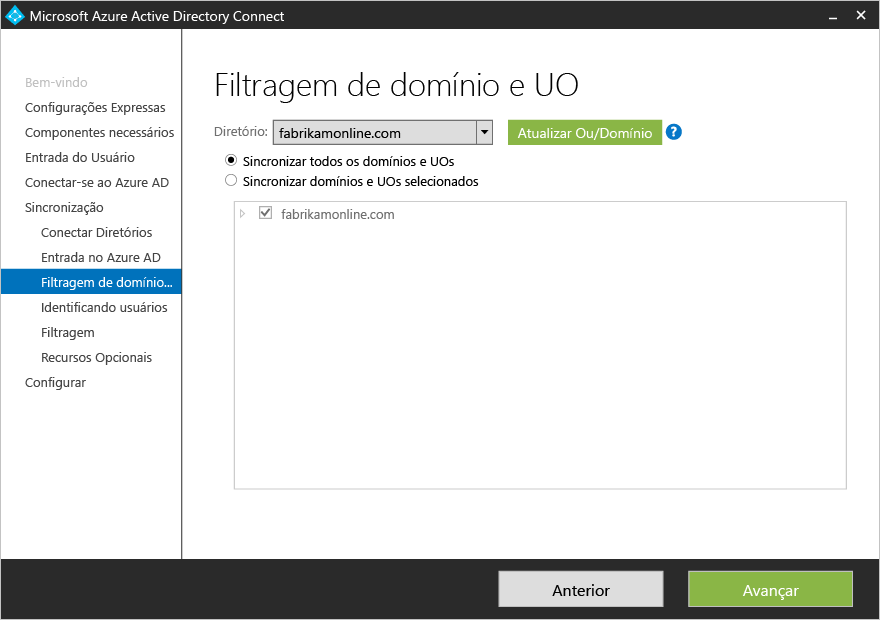 Microsoft Azure Active Directory Connect
Bem-vindo
Configurações Expressas
Componentes necessários
Entrada do Usuário
Conectar-se ao Azure AD
Sincronização
Conectar Diretórios
Entrada no Azure AD
Filtragem de domínio...
Identificando usuários
Filtragem
Recursos Opcionais
Configurar
Filtragem de domínio e UO
Diretório: fabrikamonline.com Atualizar Ou/Domínio ?
Sincronizar todos os domínios e UOs
Sincronizar domínios e UOs selecionados
fabrikamonline.com
Anterior Avançar